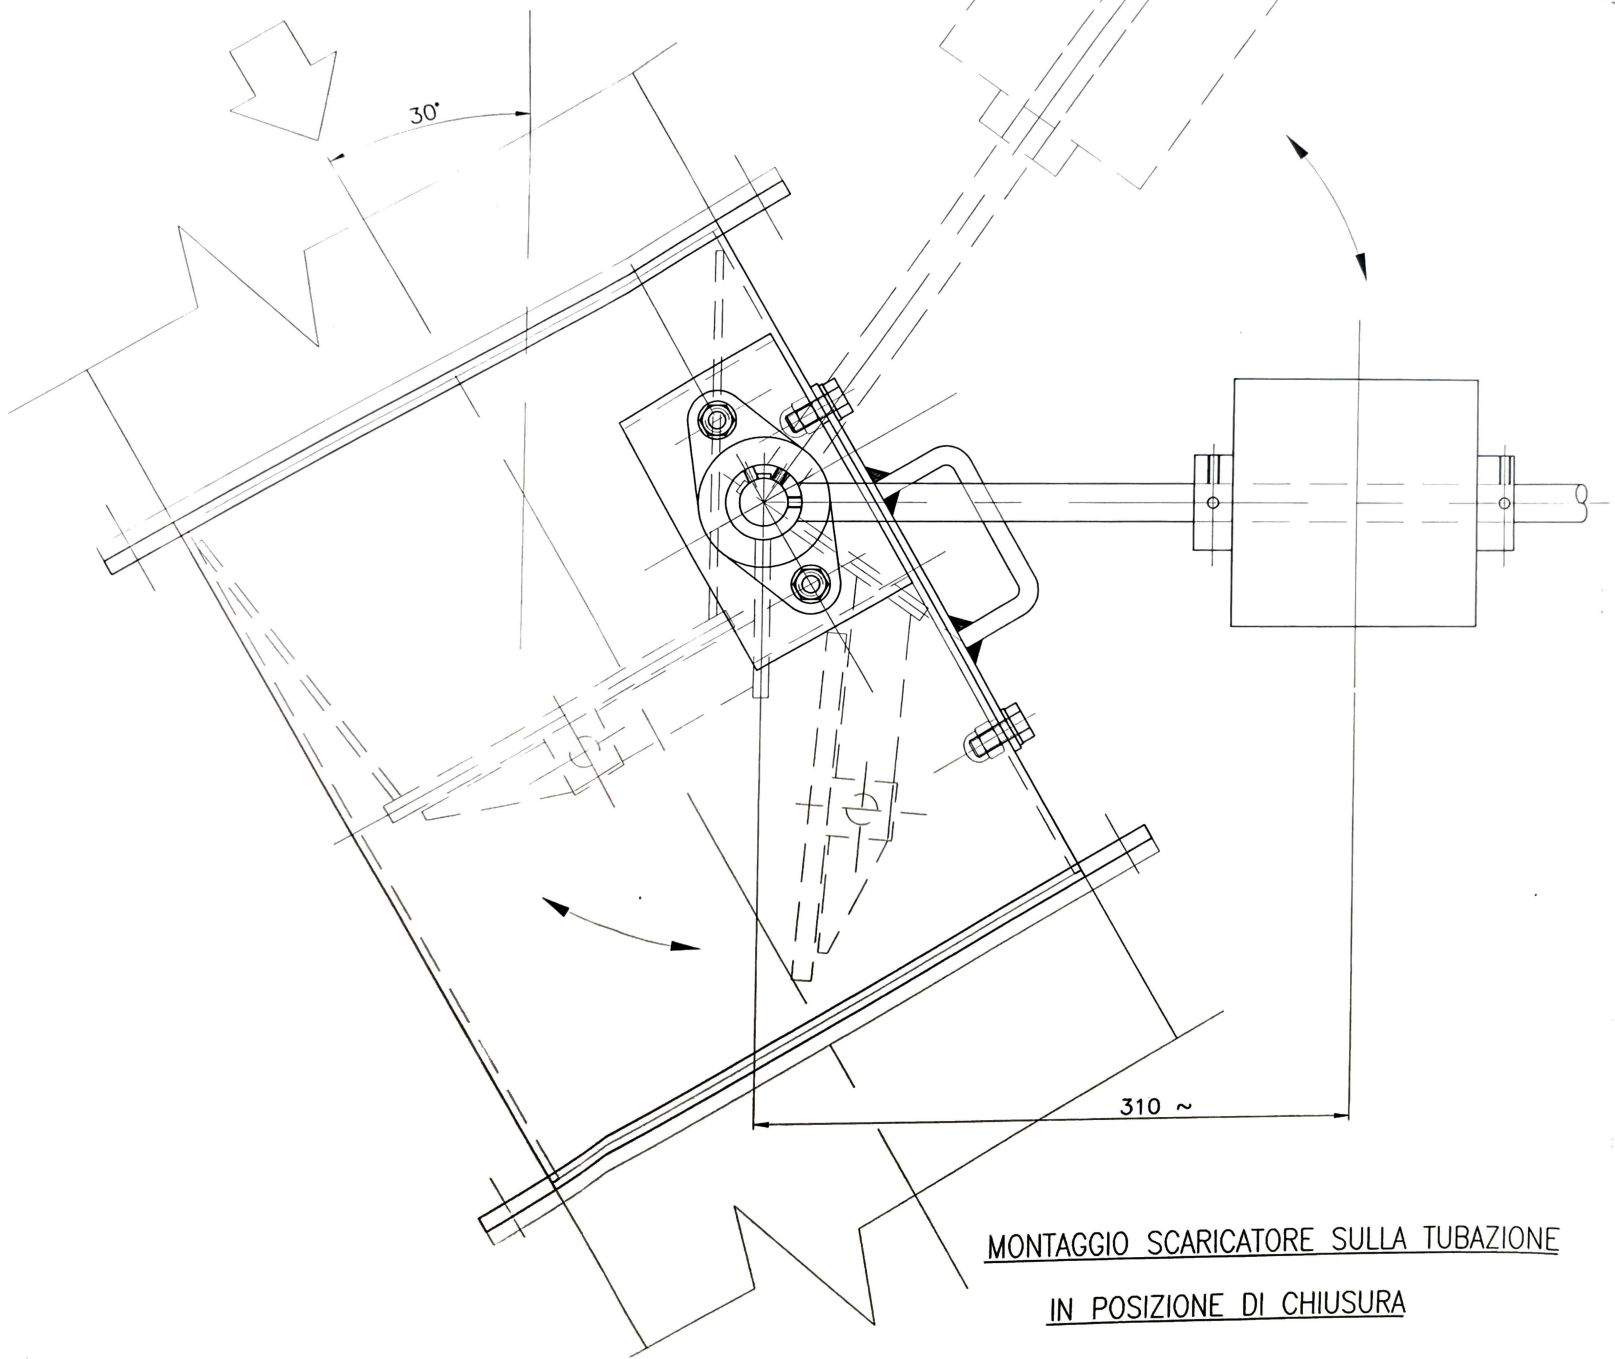 30°
310 ~
MONTAGGIO SCARICATORE SULLA TUBAZIONE
IN POSIZIONE DI CHIUSURA